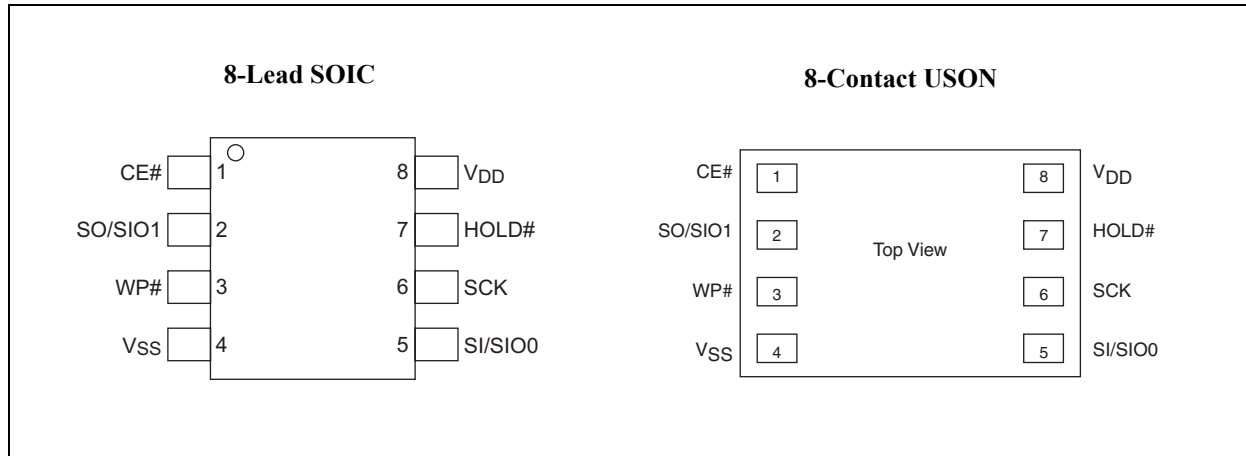 8-Lead SOIC
CE# 1 8 VDD
SO/SIO1 2 7 HOLD#
WP# 3 6 SCK
VSS 4 5 SI/SIO0
8-Contact USON
CE# 1 8 VDD
SO/SIO1 2 7 HOLD#
Top View
WP# 3 6 SCK
VSS 4 5 SI/SIO0